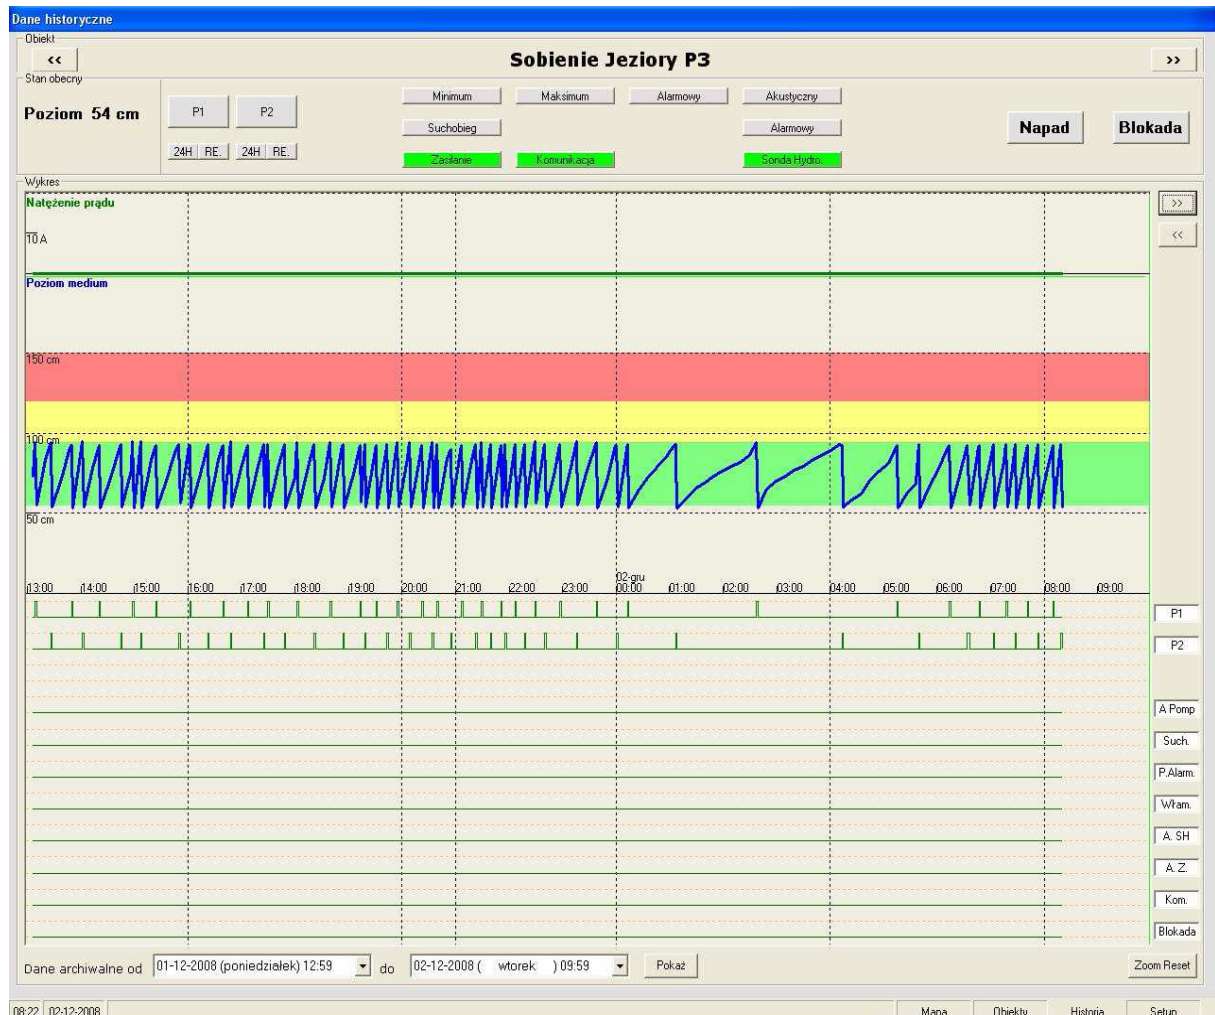 Dane historyczne
Obiekt
<< Sobienie Jeziory P3 >>
Stan obecny
Poziom 54 cm
P1 P2
24H RE. 24H RE.
Minimum Maksimum Alarmowy Akustyczny
Suchobieg Alarmowy
Zasilanie Komunikacja Sonda Hydro.
Napad Blokada
Wykres
Natężenie prądu
>>
10 A
<<
Poziom medium
150 cm
100 cm
50 cm
02-gru
13:00 14:00 15:00 16:00 17:00 18:00 19:00 20:00 21:00 22:00 23:00 00:00 01:00 02:00 03:00 04:00 05:00 06:00 07:00 08:00 09:00
P1
P2
A Pomp
Such.
P.Alarm.
Włam.
A. SH
A. Z.
Kom.
Blokada
Dane archiwalne od 01-12-2008 (poniedziałek) 12:59 do 02-12-2008 ( wtorek ) 09:59 Pokaż Zoom Reset
08:22 02-12-2008 Mapa Obiekty Historia Setup